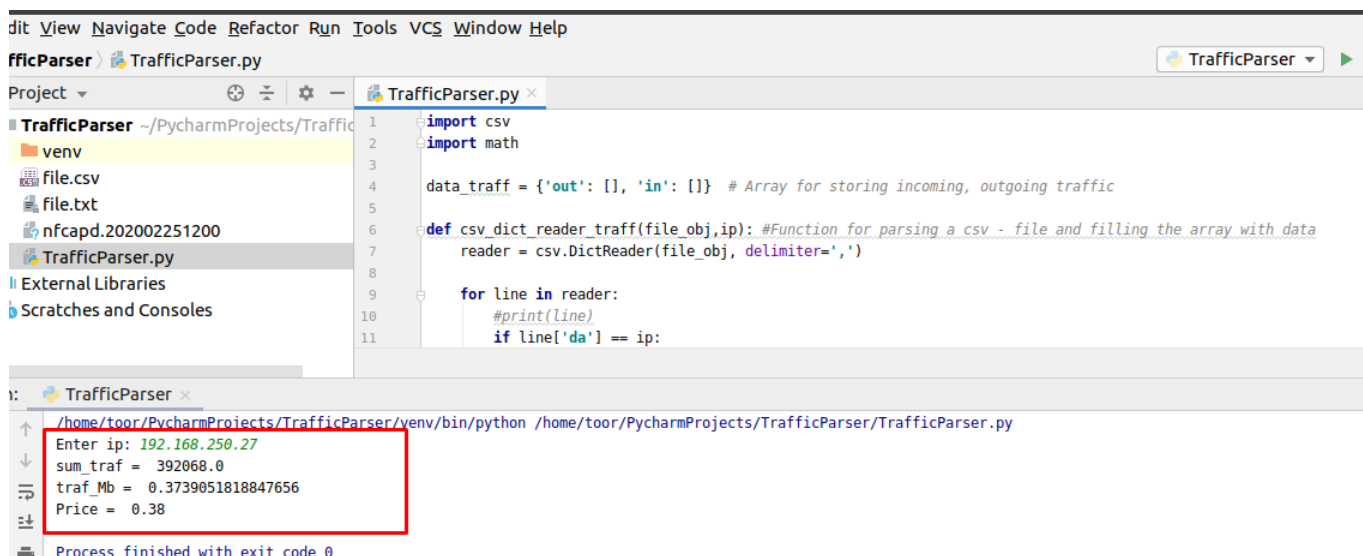 dit View Navigate Code Refactor Run Tools VCS Window Help
fficParser TrafficParser.py
TrafficParser
Project
TrafficParser.py
TrafficParser ~/PycharmProjects/Traffic
venv
file.csv
file.txt
nfcapd.202002251200
TrafficParser.py
External Libraries
Scratches and Consoles
1 import csv
2 import math
3
4 data_traff = {'out': [], 'in': []} # Array for storing incoming, outgoing traffic
5
6 def csv_dict_reader_traff(file_obj,ip): #Function for parsing a csv - file and filling the array with data
7 reader = csv.DictReader(file_obj, delimiter=',')
8
9 for line in reader:
10 #print(line)
11 if line['da'] == ip:
n: TrafficParser
/home/toor/PycharmProjects/TrafficParser/venv/bin/python /home/toor/PycharmProjects/TrafficParser/TrafficParser.py
Enter ip: 192.168.250.27
sum_traf = 392068.0
traf_Mb = 0.3739051818847656
Price = 0.38
Process finished with exit code 0